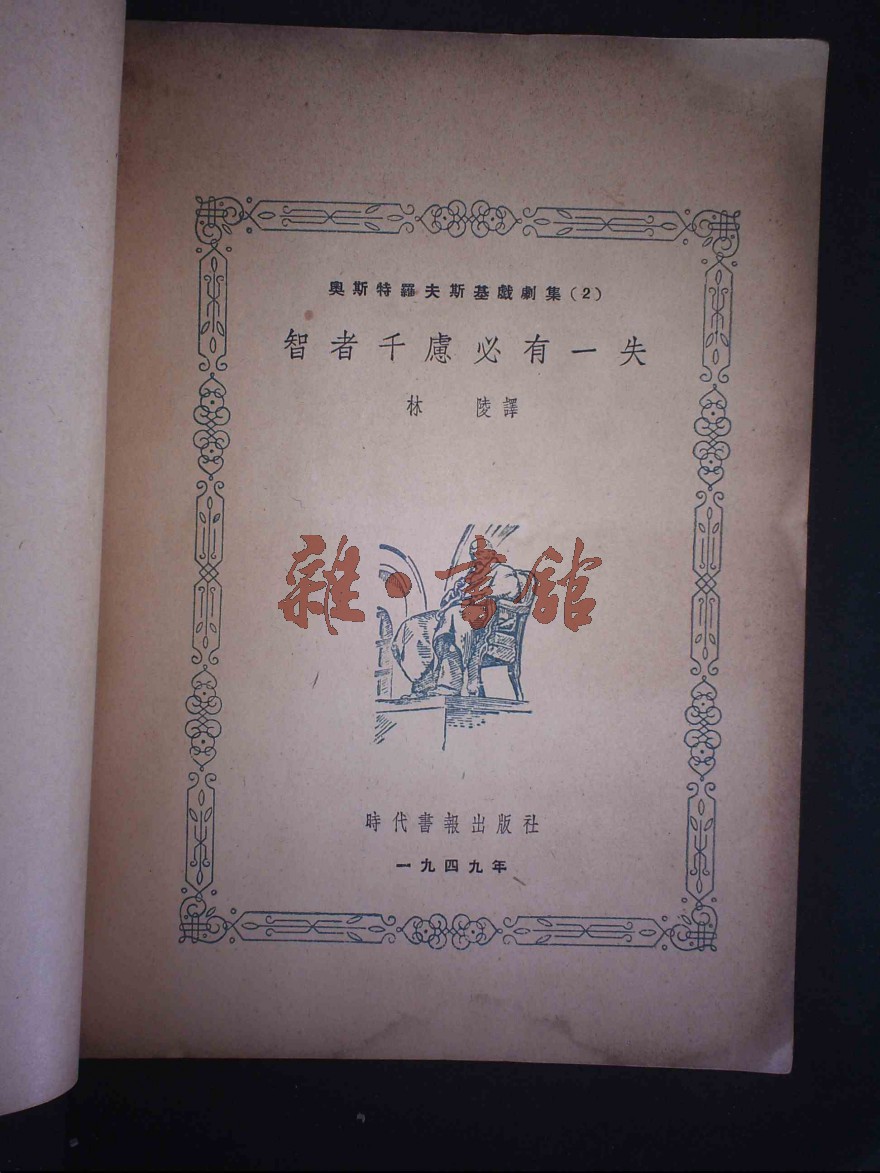 奧斯特羅夫斯基戲劇集(2)
智者千慮必有一失
林 陵譯
雜·書館
時代書報出版社
一九四九年